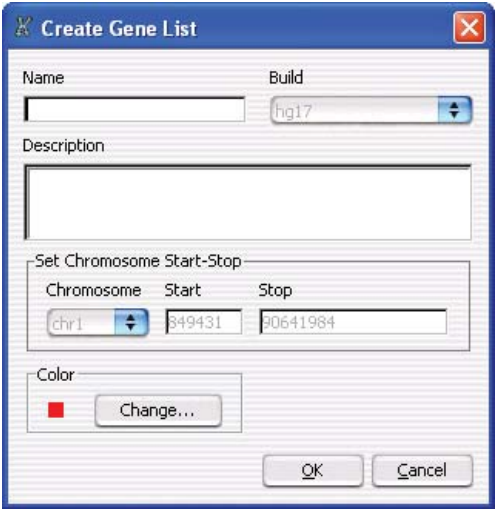 Create Gene List
Name Build
hg17
Description
Set Chromosome Start-Stop
Chromosome Start Stop
chr1 849431 90641984
Color
Change...
OK Cancel